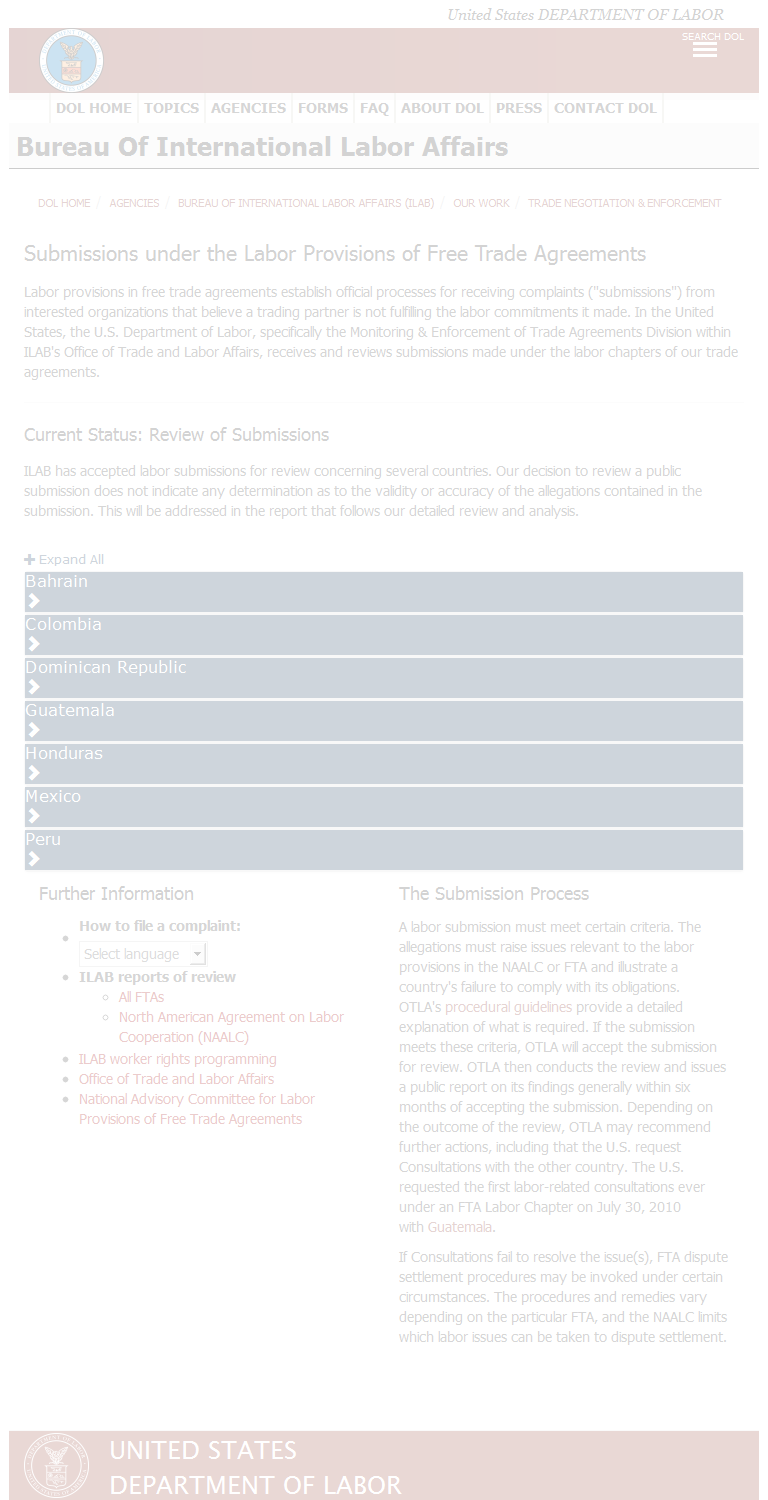 United States DEPARTMENT OF LABOR
SEARCH DOL
DOL HOME TOPICS AGENCIES FORMS FAQ ABOUT DOL PRESS CONTACT DOL
Bureau Of International Labor Affairs
DOL HOME / AGENCIES / BUREAU OF INTERNATIONAL LABOR AFFAIRS (ILAB) / OUR WORK / TRADE NEGOTIATION & ENFORCEMENT
Submissions under the Labor Provisions of Free Trade Agreements
Labor provisions in free trade agreements establish official processes for receiving complaints ("submissions") from
interested organizations that believe a trading partner is not fulfilling the labor commitments it made. In the United
States, the U.S. Department of Labor, specifically the Monitoring & Enforcement of Trade Agreements Division within
ILAB's Office of Trade and Labor Affairs, receives and reviews submissions made under the labor chapters of our trade
agreements.
Current Status: Review of Submissions
ILAB has accepted labor submissions for review concerning several countries. Our decision to review a public
submission does not indicate any determination as to the validity or accuracy of the allegations contained in the
submission. This will be addressed in the report that follows our detailed review and analysis.
Expand All
Bahrain
Colombia
Dominican Republic
Guatemala
Honduras
Mexico
Peru
Further Information
How to file a complaint:
Select language
ILAB reports of review
All FTAs
North American Agreement on Labor
Cooperation (NAALC)
ILAB worker rights programming
Office of Trade and Labor Affairs
National Advisory Committee for Labor
Provisions of Free Trade Agreements
The Submission Process
A labor submission must meet certain criteria. The
allegations must raise issues relevant to the labor
provisions in the NAALC or FTA and illustrate a
country's failure to comply with its obligations.
OTLA's procedural guidelines provide a detailed
explanation of what is required. If the submission
meets these criteria, OTLA will accept the submission
for review. OTLA then conducts the review and issues
a public report on its findings generally within six
months of accepting the submission. Depending on
the outcome of the review, OTLA may recommend
further actions, including that the U.S. request
Consultations with the other country. The U.S.
requested the first labor-related consultations ever
under an FTA Labor Chapter on July 30, 2010
with Guatemala.
If Consultations fail to resolve the issue(s), FTA dispute
settlement procedures may be invoked under certain
circumstances. The procedures and remedies vary
depending on the particular FTA, and the NAALC limits
which labor issues can be taken to dispute settlement.
UNITED STATES
DEPARTMENT OF LABOR